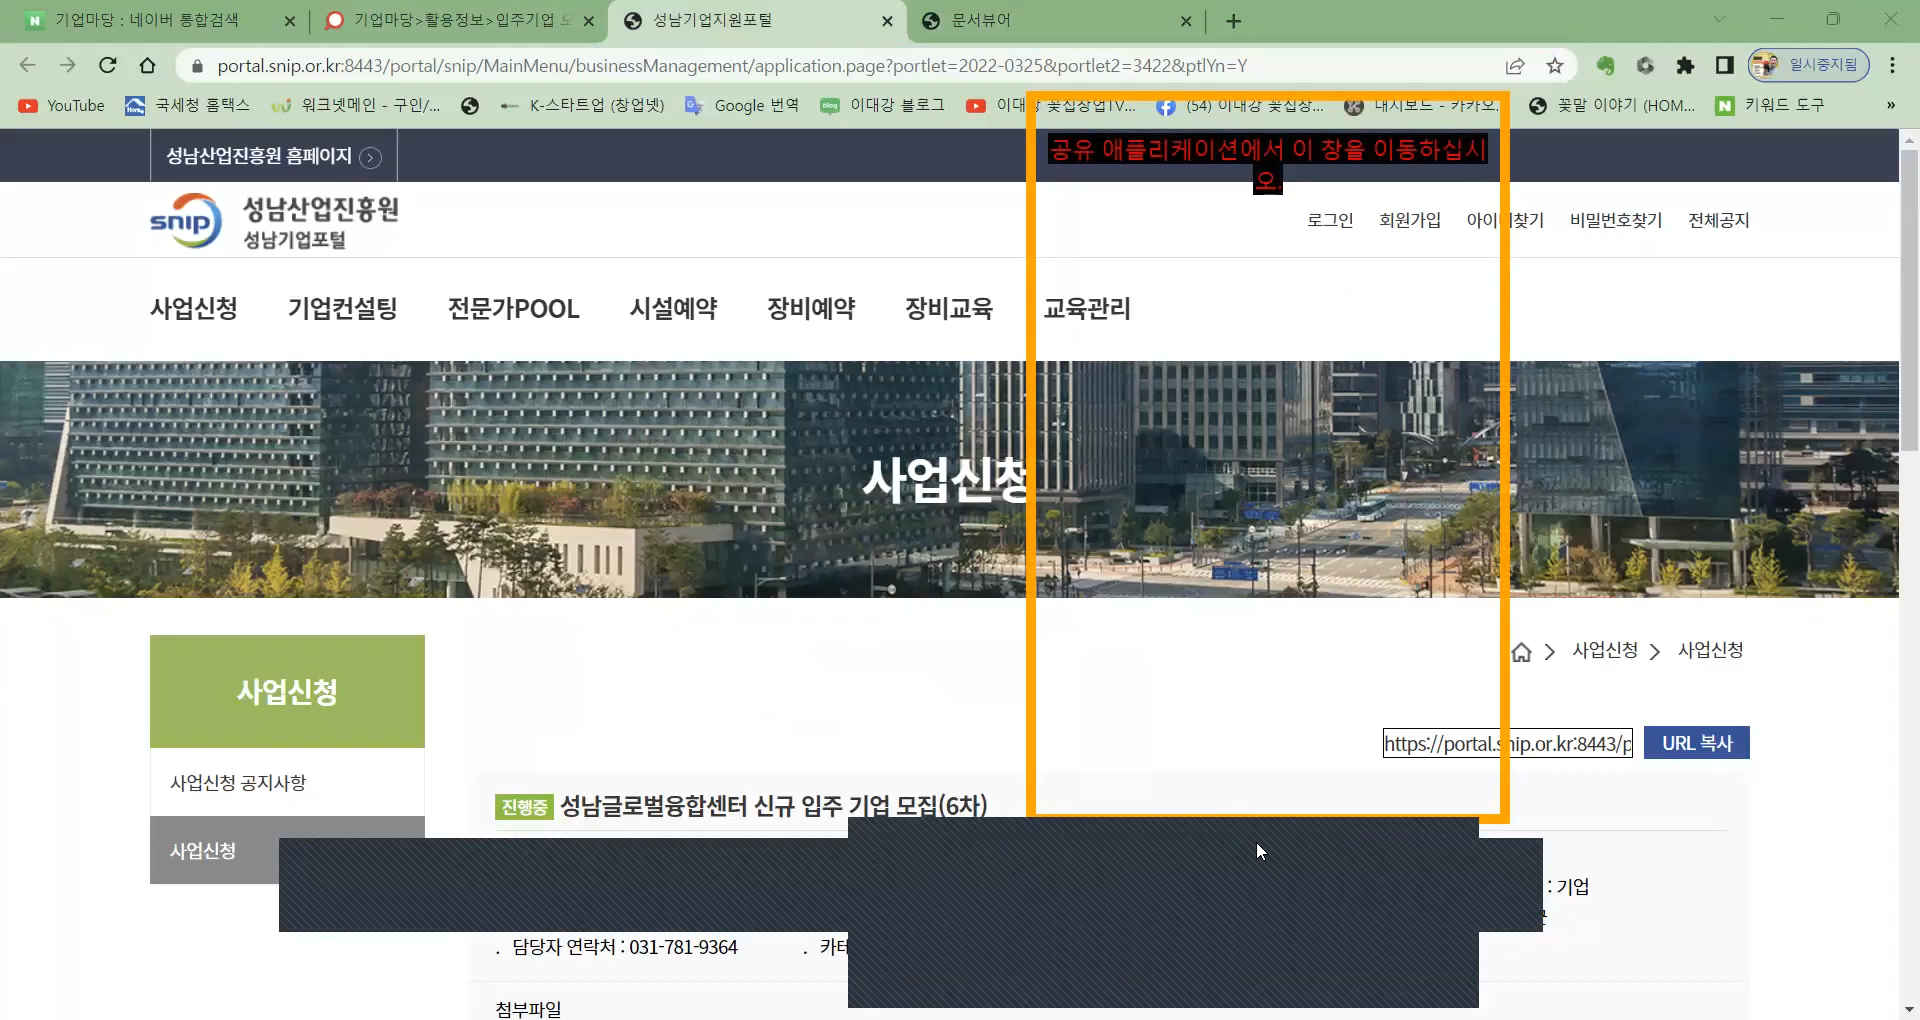 기업마당 : 네이버 통합검색
기업마당>활용정보>입주기업
성남기업지원포털
문서뷰어
portal.snip.or.kr:8443/portal/snip/MainMenu/businessManagement/application.page?portlet=2022-0325&portlet2=3422&ptlYn=Y
일시중지됨
YouTube
국세청 홈택스
워크넷메인 - 구인/...
K-스타트업 (창업넷)
Google 번역
이대강 블로그
이대강 꽃집창업TV...
(54) 이대강 꽃집창...
대시보드 - 카카오...
꽃말 이야기 (HOM...
키워드 도구
»
성남산업진흥원 홈페이지
공유 애플리케이션에서 이 창을 이동하십시
오.
snip 성남산업진흥원
성남기업포털
로그인 회원가입 아이디찾기 비밀번호찾기 전체공지
사업신청 기업컨설팅 전문가POOL 시설예약 장비예약 장비교육 교육관리
사업신청
사업신청 > 사업신청
사업신청
https://portal.snip.or.kr:8443/p
URL 복사
사업신청 공지사항
진행중 성남글로벌융합센터 신규 입주 기업 모집(6차)
사업신청
: 기업
. 담당자 연락처 : 031-781-9364
. 카테
첨부파일